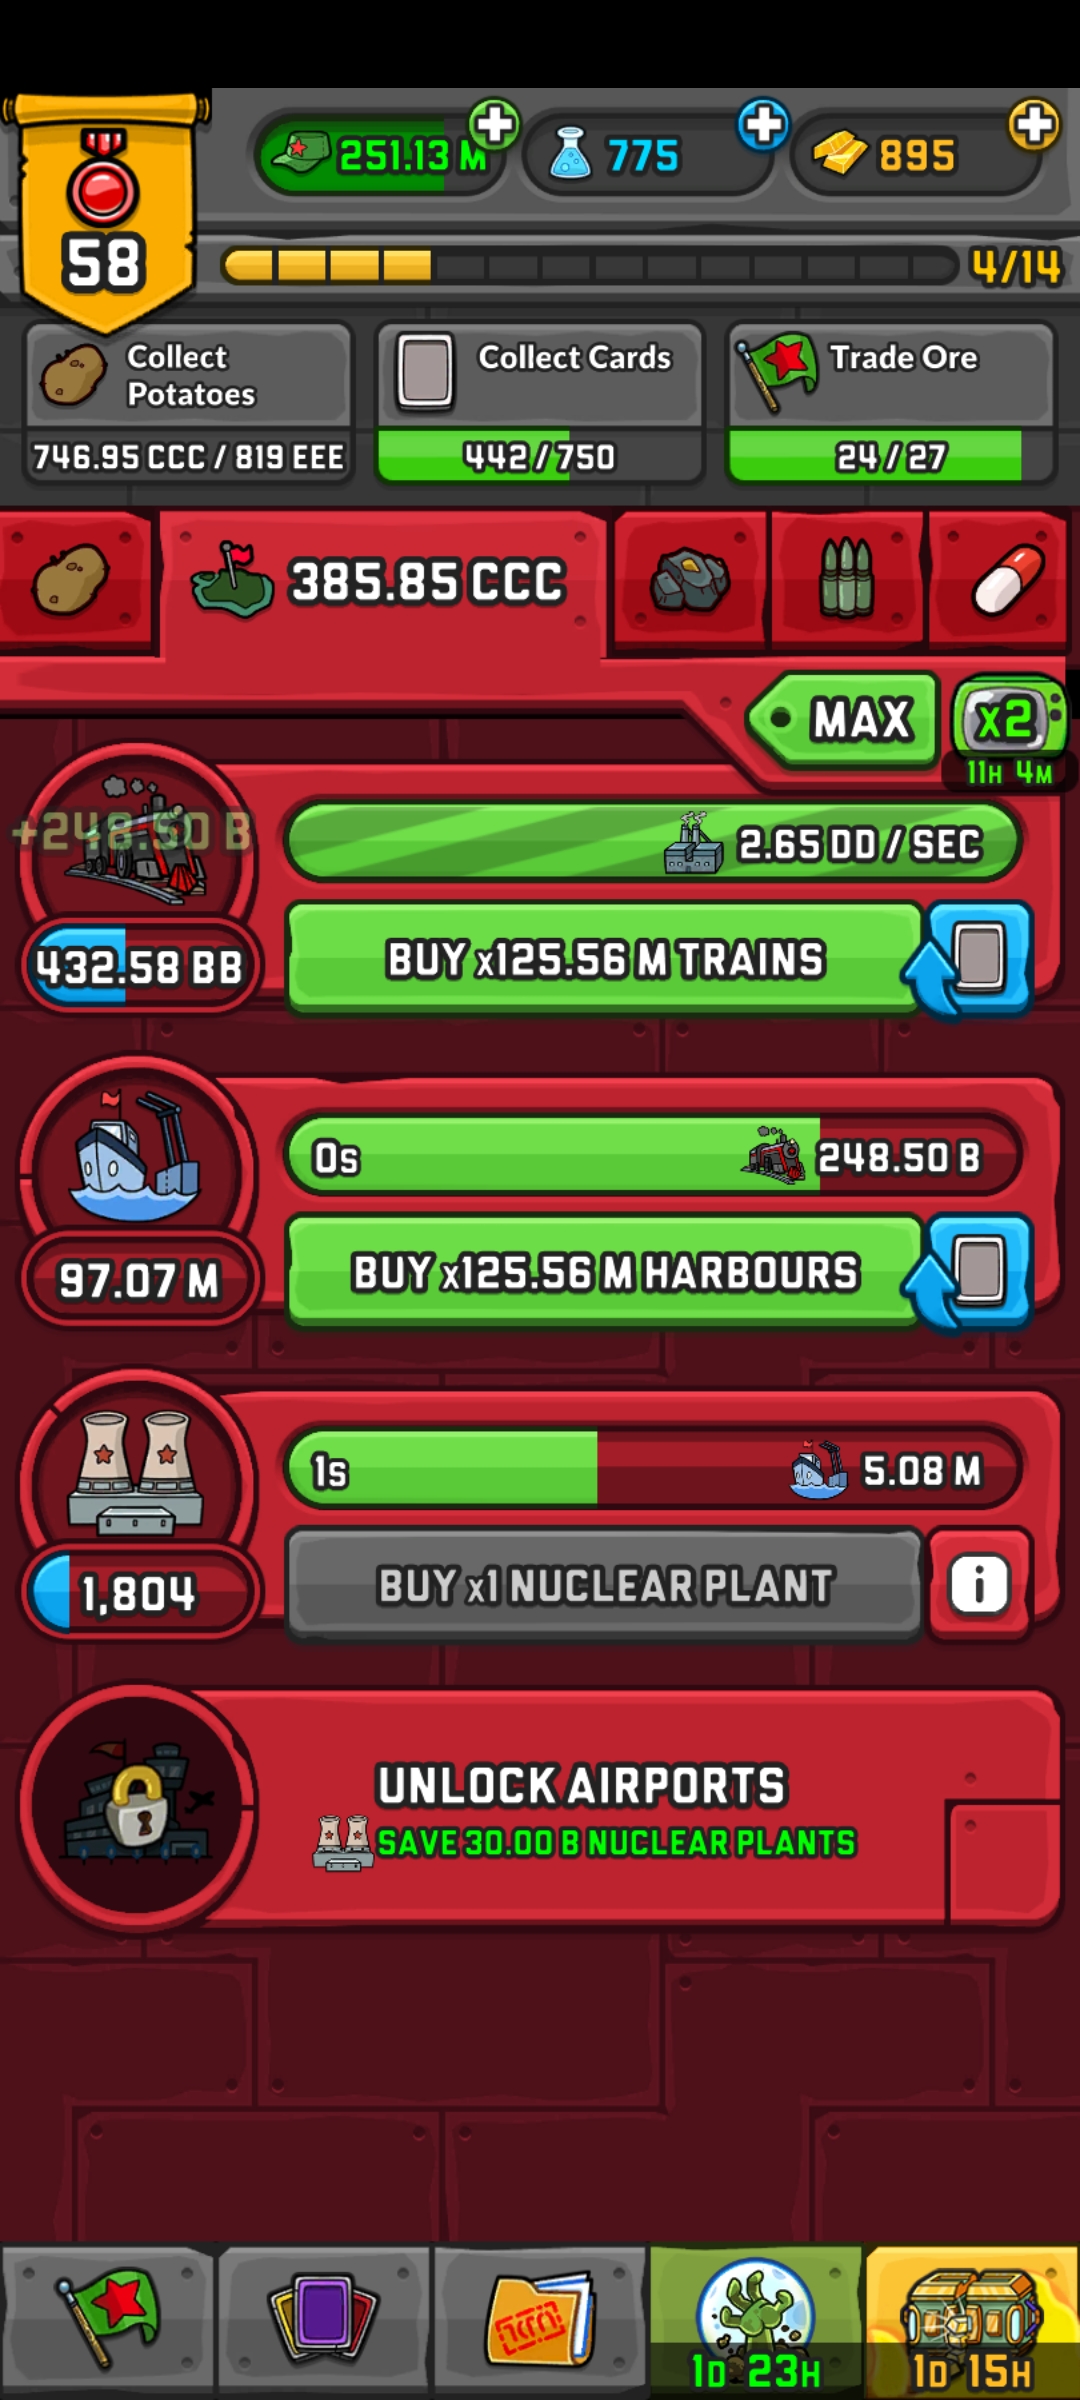 58
251.13 M
775
895
4/14
Collect
Potatoes
746.95 CCC / 819 EEE
Collect Cards
442/750
Trade Ore
24/27
385.85 CCC
MAX
x2
11H 4M
+248.50 B
2.65 DD / SEC
432.58 BB
BUY x125.56 M TRAINS
0s
248.50 B
97.07 M
BUY x125.56 M HARBOURS
1s
5.08 M
1,804
BUY x1 NUCLEAR PLANT
i
UNLOCK AIRPORTS
SAVE 30.00 B NUCLEAR PLANTS
1D 23H
1D 15H